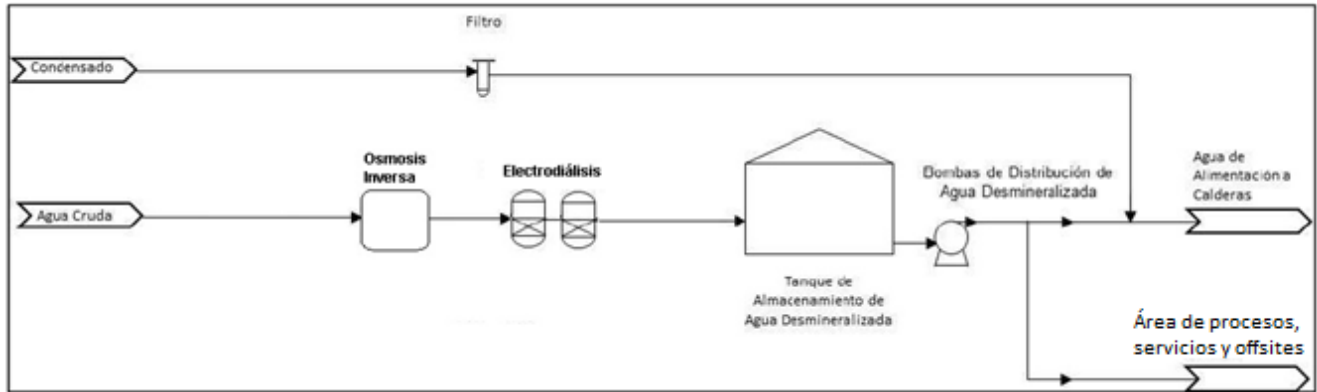 Filtro
Condensado
Osmosis
Inversa
Electrodiálisis
Bombas de Distribución de
Agua Desmineralizada
Agua de
Alimentación a
Calderas
Agua Cruda
Tanque de
Almacenamiento de
Agua Desmineralizada
Área de procesos,
servicios y offsites